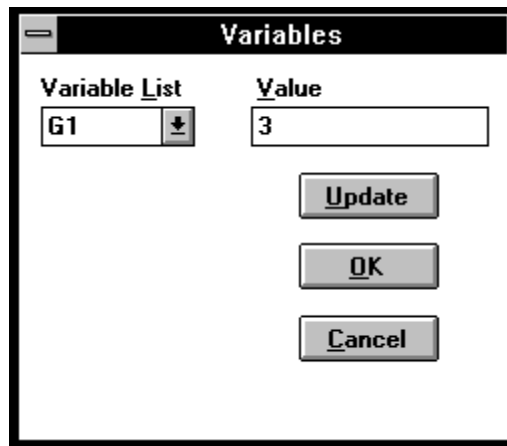 Variables
Variable List Value
G1 3
Update
OK
Cancel